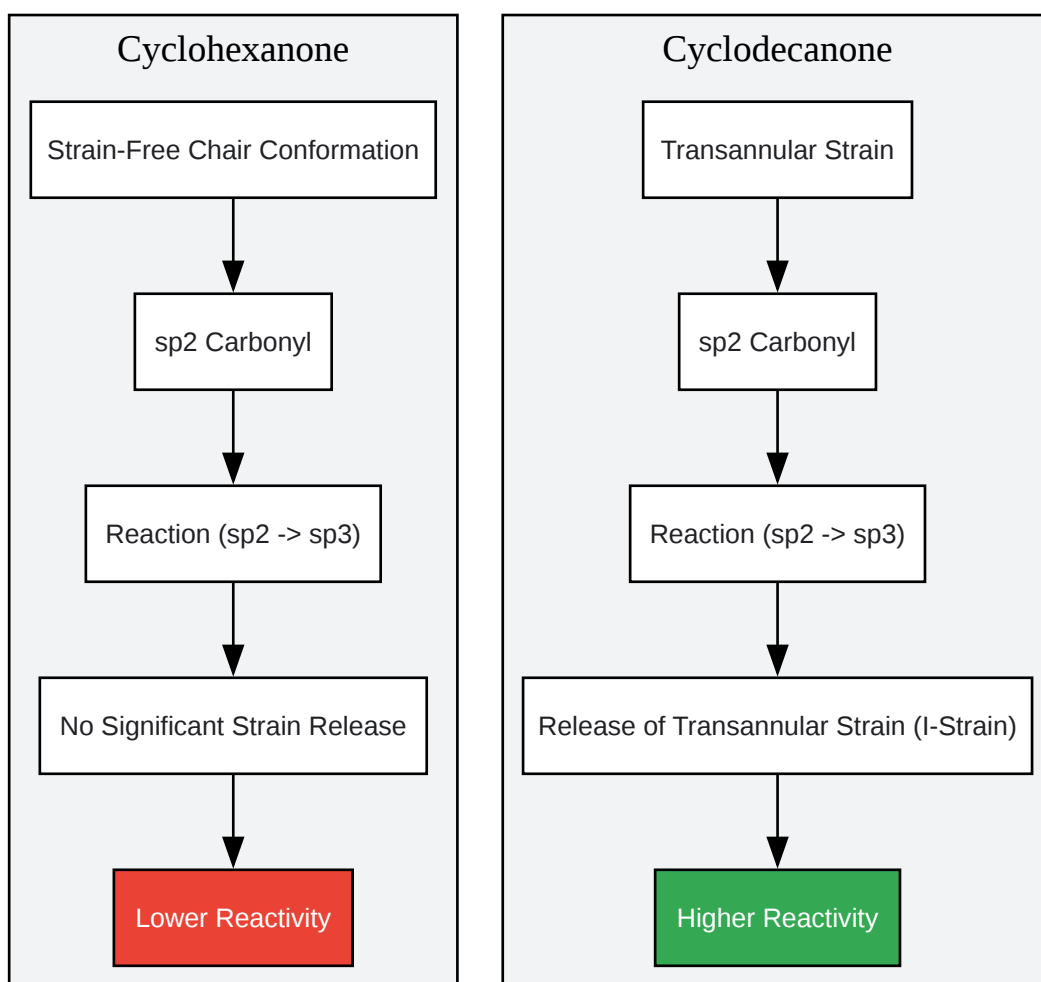 Cyclohexanone
Strain-Free Chair Conformation
sp2 Carbonyl
Reaction (sp2 -> sp3)
No Significant Strain Release
Lower Reactivity
Cyclodecanone
Transannular Strain
sp2 Carbonyl
Reaction (sp2 -> sp3)
Release of Transannular Strain (I-Strain)
Higher Reactivity